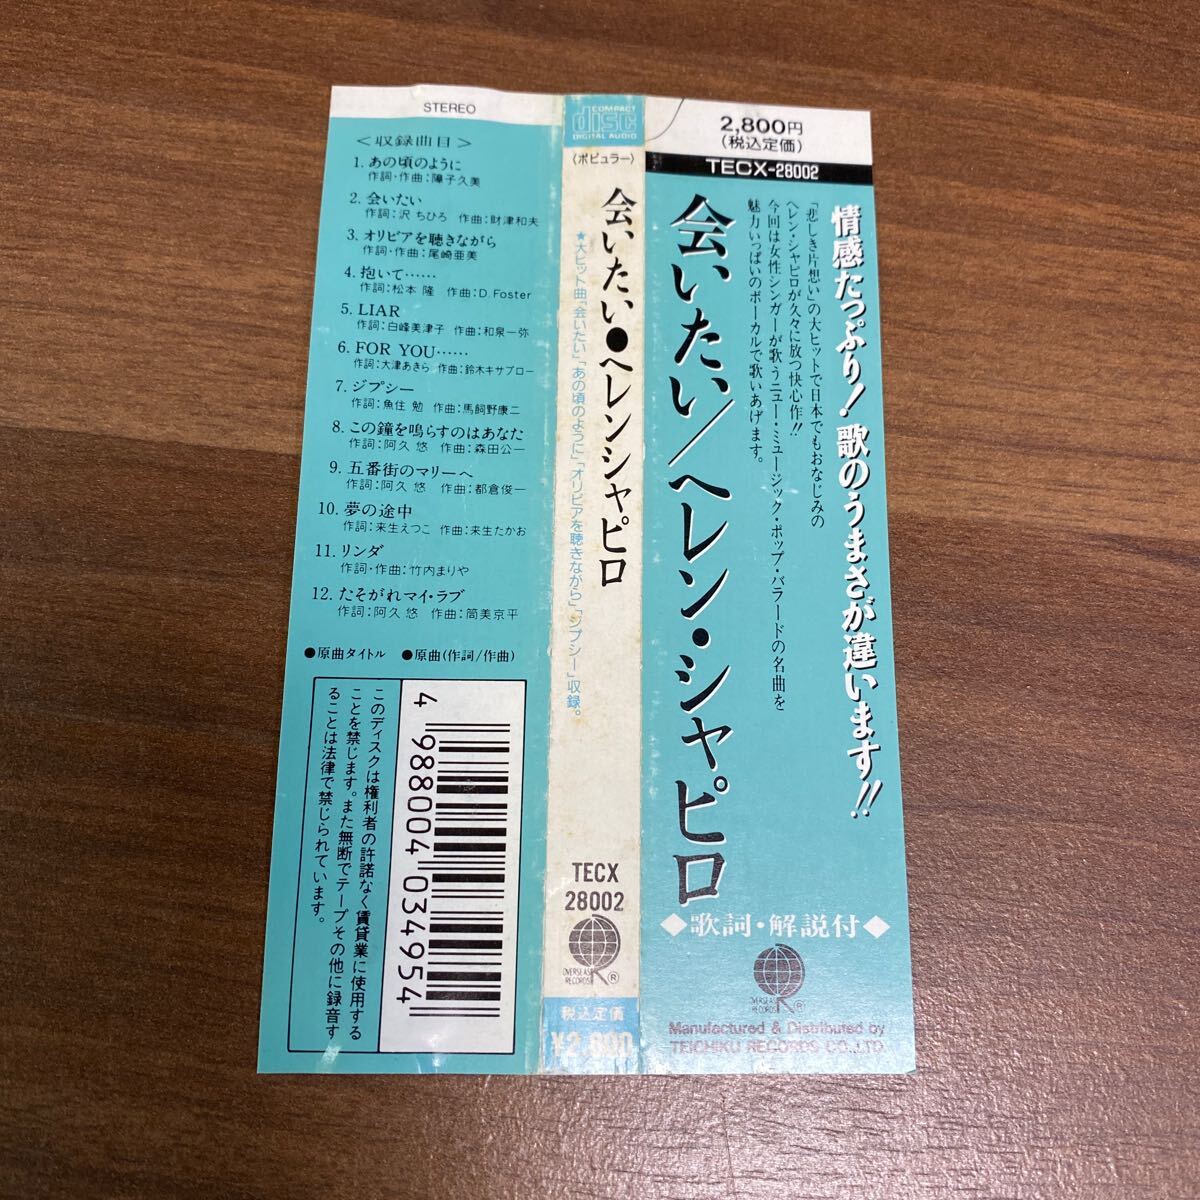 STEREO
＜収録曲目＞
1. あの頃のように
作詞・作曲:障子久美
2. 会いたい
作詞:沢 ちひろ 作曲:財津和夫
3. オリビアを聴きながら
作詞・作曲:尾崎亜美
4. 抱いて……
作詞:松本 隆 作曲:D. Foster
5. LIAR
作詞:白峰美津子 作曲:和泉一弥
6. FOR YOU……
作詞:大津あきら 作曲:鈴木キサブロー
7. ジプシー
作詞:魚住 勉 作曲:馬飼野康二
8. この鐘を鳴らすのはあなた
作詞:阿久 悠 作曲:森田公一
9. 五番街のマリーへ
作詞:阿久 悠 作曲:都倉俊一
10. 夢の途中
作詞:来生えつこ 作曲:来生たかお
11. リンダ
作詞・作曲:竹内まりや
12. たそがれマイ・ラブ
作詞:阿久 悠 作曲:筒美京平
●原曲タイトル ●原曲(作詞/作曲)
このディスクは権利者の許諾なく賃貸業に使用する
ことを禁じます。また無断でテープその他に録音す
ることは法律で禁じられています。
4 988004 034954
COMPACT
disc
DIGITAL AUDIO
〈ポピュラー〉
会いたい●ヘレンシャピロ
★大ヒット曲「会いたい」「あの頃のように」「オリビアを聴きながら」「ジプシー」収録。
TECX
28002
OVERSEAS
RECORDS
®
税込定価
¥2,800
2,800円
(税込定価)
TECX-28002
情感たっぷり！歌のうまさが違います!!
「悲しき片想い」の大ヒットで日本でもおなじみの
ヘレン・シャピロが久々に放つ快心作!!
今回は女性シンガーが歌うニュー・ミュージック・ポップ・バラードの名曲を
魅力いっぱいのボーカルで歌いあげます。
会いたい／ヘレン・シャピロ
◆歌詞・解説付◆
OVERSEAS
RECORDS
®
Manufactured & Distributed by
TEICHIKU RECORDS CO.,LTD.